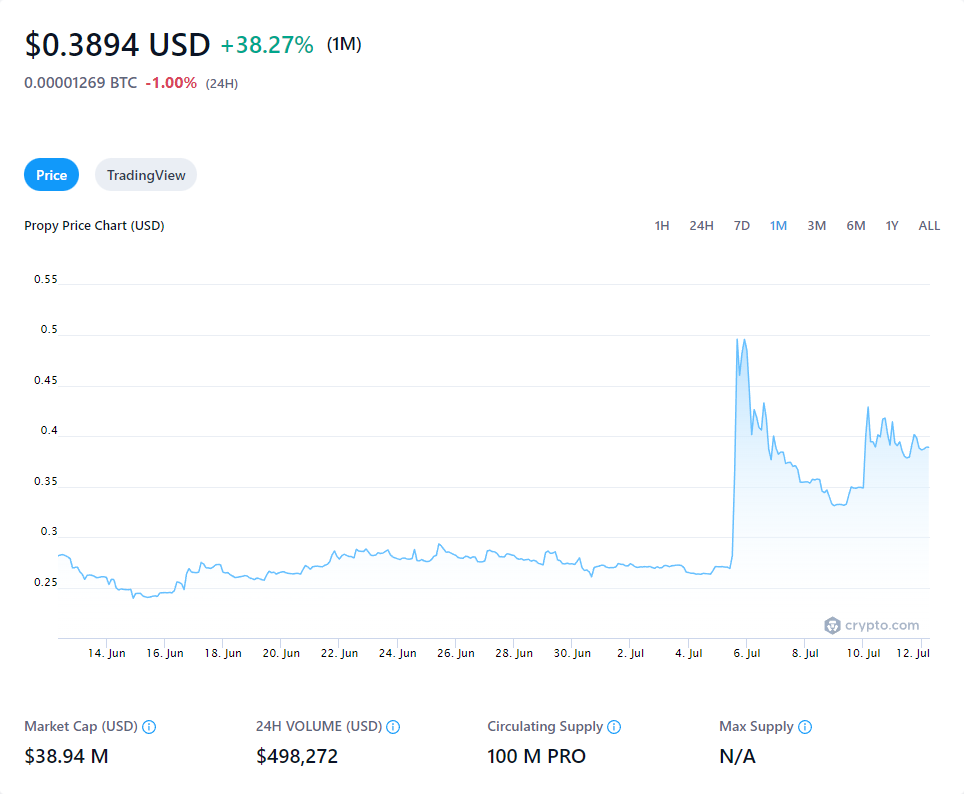 $0.3894 USD +38.27% (1M)
0.00001269 BTC -1.00% (24H)
Price TradingView
Propy Price Chart (USD) 1H 24H 7D 1M 3M 6M 1Y ALL
0.55
0.5
0.45
0.4
0.35
0.3
0.25
crypto.com
14. Jun 16. Jun 18. Jun 20. Jun 22. Jun 24. Jun 26. Jun 28. Jun 30. Jun 2. Jul 4. Jul 6. Jul 8. Jul 10. Jul 12. Jul
Market Cap (USD) 24H VOLUME (USD) Circulating Supply Max Supply
$38.94 M $498,272 100 M PRO N/A